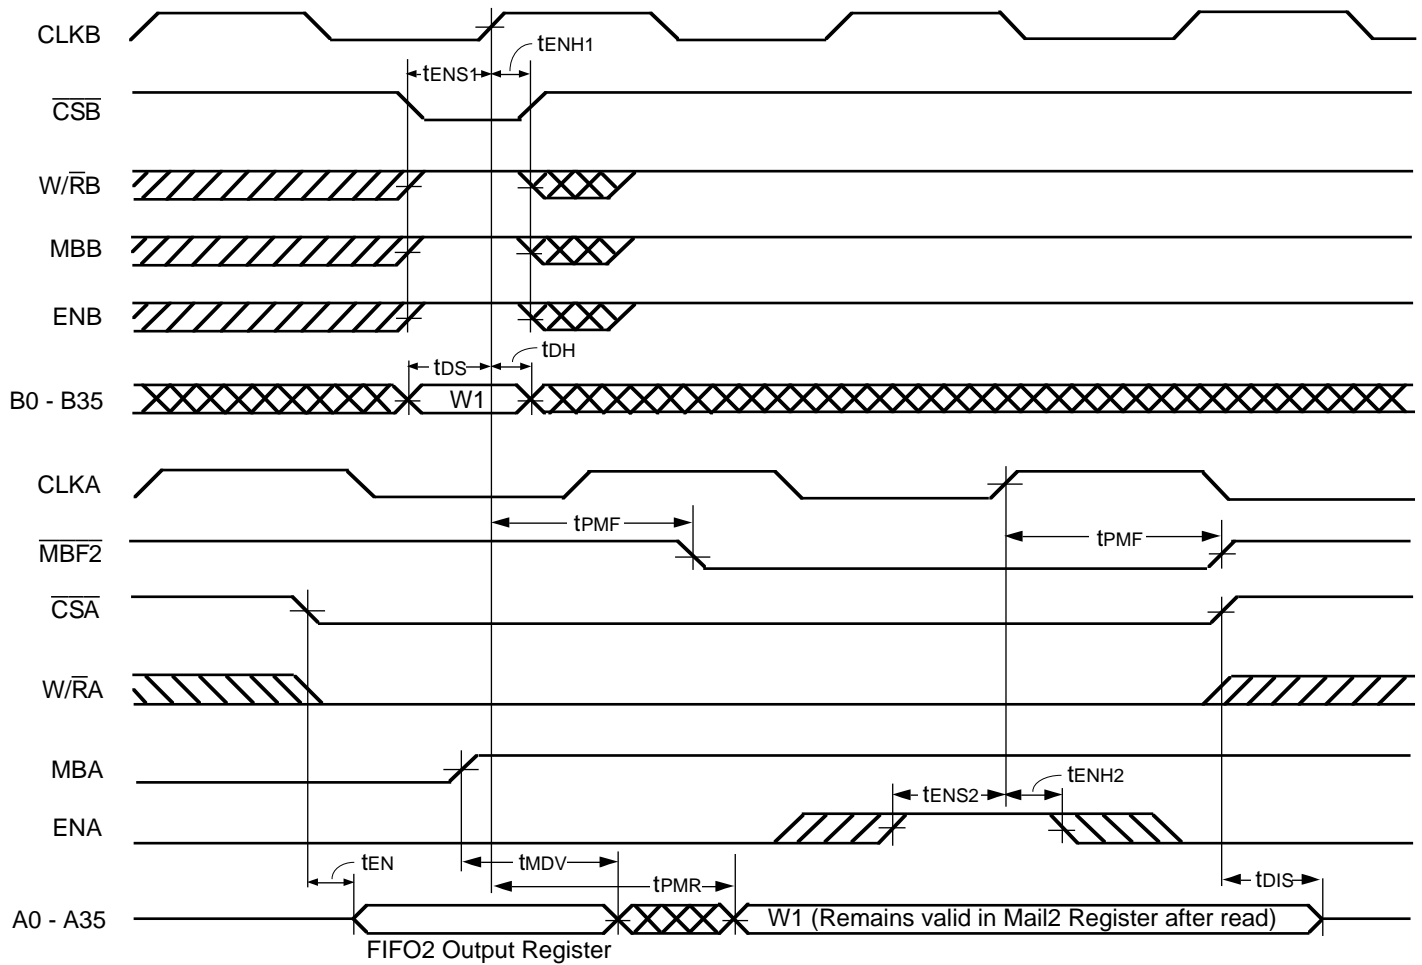 CLKB
tENH1
tENS1
CSB
W/RB
MBB
ENB
tDH
tDS
B0 - B35
W1
CLKA
tPMF
tPMF
MBF2
CSA
W/RA
MBA
tENH2
tENS2
ENA
tEN
tMDV
tPMR
tDIS
A0 - A35
W1 (Remains valid in Mail2 Register after read)
FIFO2 Output Register